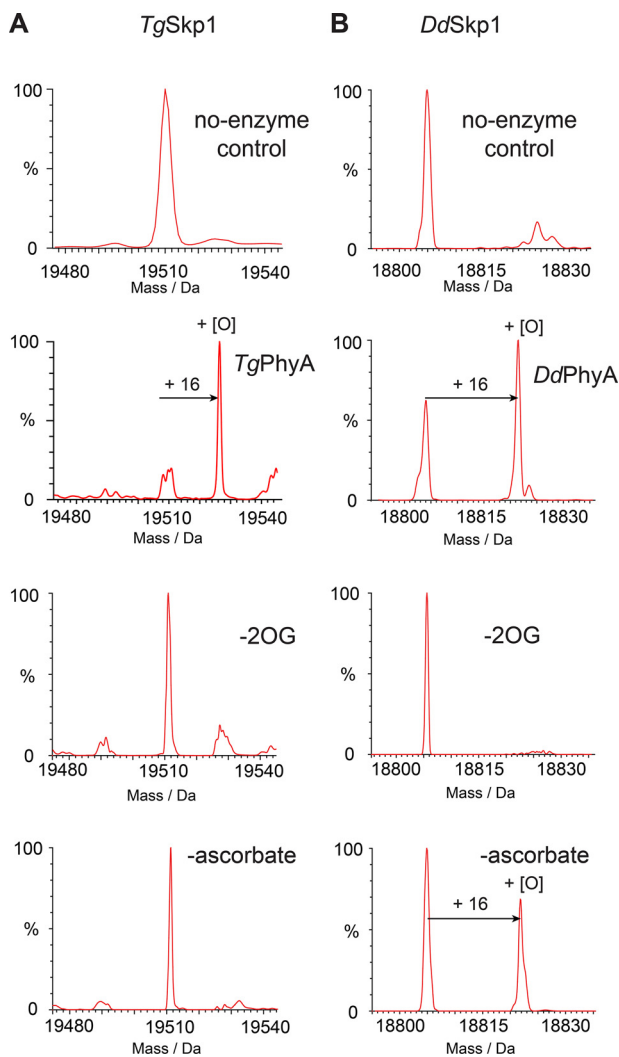 A
TgSkp1
B
DdSkp1
100
%
0
no-enzyme
control
19480
19510
19540
Mass / Da
100
%
0
no-enzyme
control
18800
18815
18830
Mass / Da
100
%
0
+ [O]
TgPhyA
+ 16
19480
19510
19540
Mass / Da
100
%
0
+ [O]
DdPhyA
+ 16
18800
18815
18830
Mass / Da
100
%
0
-2OG
19480
19510
19540
Mass / Da
100
%
0
-2OG
18800
18815
18830
Mass / Da
100
%
0
-ascorbate
19480
19510
19540
Mass / Da
100
%
0
-ascorbate
+ [O]
+ 16
18800
18815
18830
Mass / Da